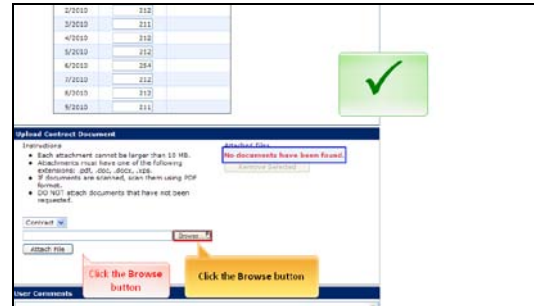 2/2010 212
3/2010 211
4/2010 212
5/2010 212
6/2010 264
7/2010 212
8/2010 212
9/2010 211
Upload Contract Document
Instructions
• Each attachment cannot be larger than 10 MB.
• Attachments must have one of the following
extensions: .pdf, .doc, .docx, .xps.
• If documents are scanned, scan them using PDF
format.
• DO NOT attach documents that have not been
requested.
Attached Files
No documents have been found.
Remove Selected
Contract
Browse...
Attach File
Click the Browse
button
Click the Browse button
User Comments